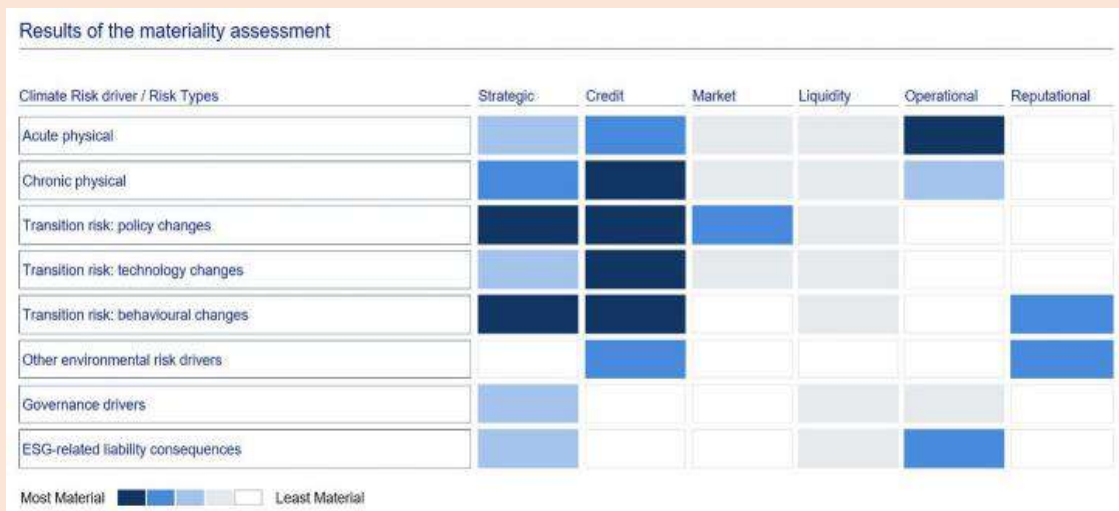 Results of the materiality assessment
Climate Risk driver / Risk Types Strategic Credit Market Liquidity Operational Reputational
Acute physical
Chronic physical
Transition risk: policy changes
Transition risk: technology changes
Transition risk: behavioural changes
Other environmental risk drivers
Governance drivers
ESG-related liability consequences
Most Material Least Material